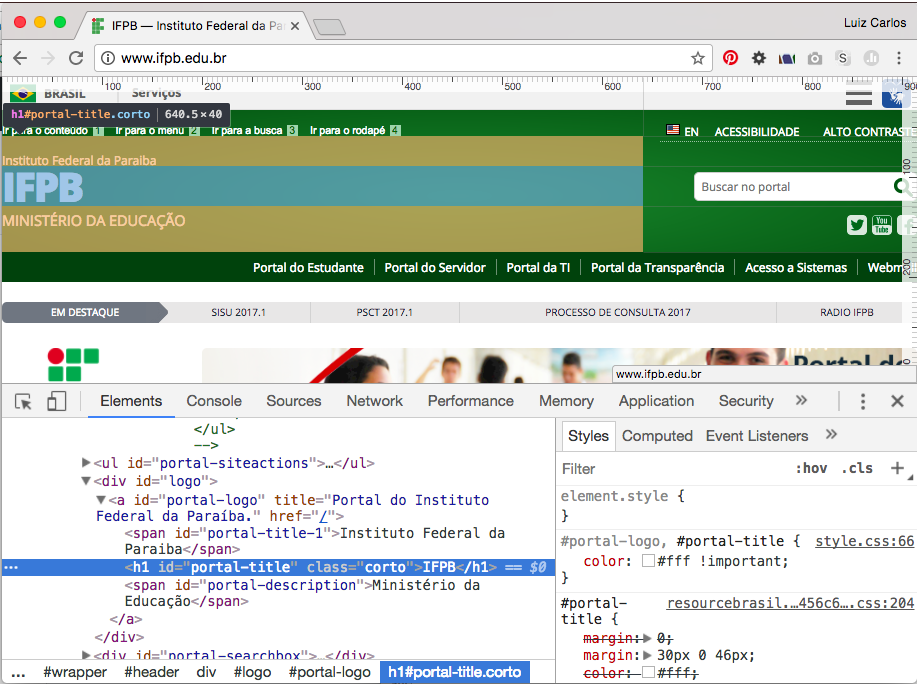 IFPB — Instituto Federal da Pa
Luiz Carlos
www.ifpb.edu.br
S
100 200 300 400 500 600 700 800 900
BRASIL Serviços
h1#portal-title.corto 640.5×40
Ir para o conteúdo 1 Ir para o menu 2 Ir para a busca 3 Ir para o rodapé 4
EN ACESSIBILIDADE ALTO CONTRASTE
Instituto Federal da Paraiba
IFPB
Buscar no portal
100
MINISTÉRIO DA EDUCAÇÃO
You
Tube
200
Portal do Estudante Portal do Servidor Portal da TI Portal da Transparência Acesso a Sistemas Webm
EM DESTAQUE SISU 2017.1 PSCT 2017.1 PROCESSO DE CONSULTA 2017 RADIO IFPB
Portal do
www.ifpb.edu.br
Elements Console Sources Network Performance Memory Application Security »
</ul>
-->
<ul id="portal-siteactions">…</ul>
<div id="logo">
<a id="portal-logo" title="Portal do Instituto
Federal da Paraíba." href="/">
<span id="portal-title-1">Instituto Federal da
Paraiba</span>
<h1 id="portal-title" class="corto">IFPB</h1> == $0
<span id="portal-description">Ministério da
Educação</span>
</a>
</div>
<div id="portal-searchbox">…</div>
... #wrapper #header div #logo #portal-logo h1#portal-title.corto
Styles Computed Event Listeners »
Filter :hov .cls +
element.style {
}
#portal-logo, #portal-title { style.css:66
color: #fff !important;
}
#portal- resourcebrasil.…456c6….css:204
title {
margin: 0;
margin: 30px 0 46px;
color: #fff;